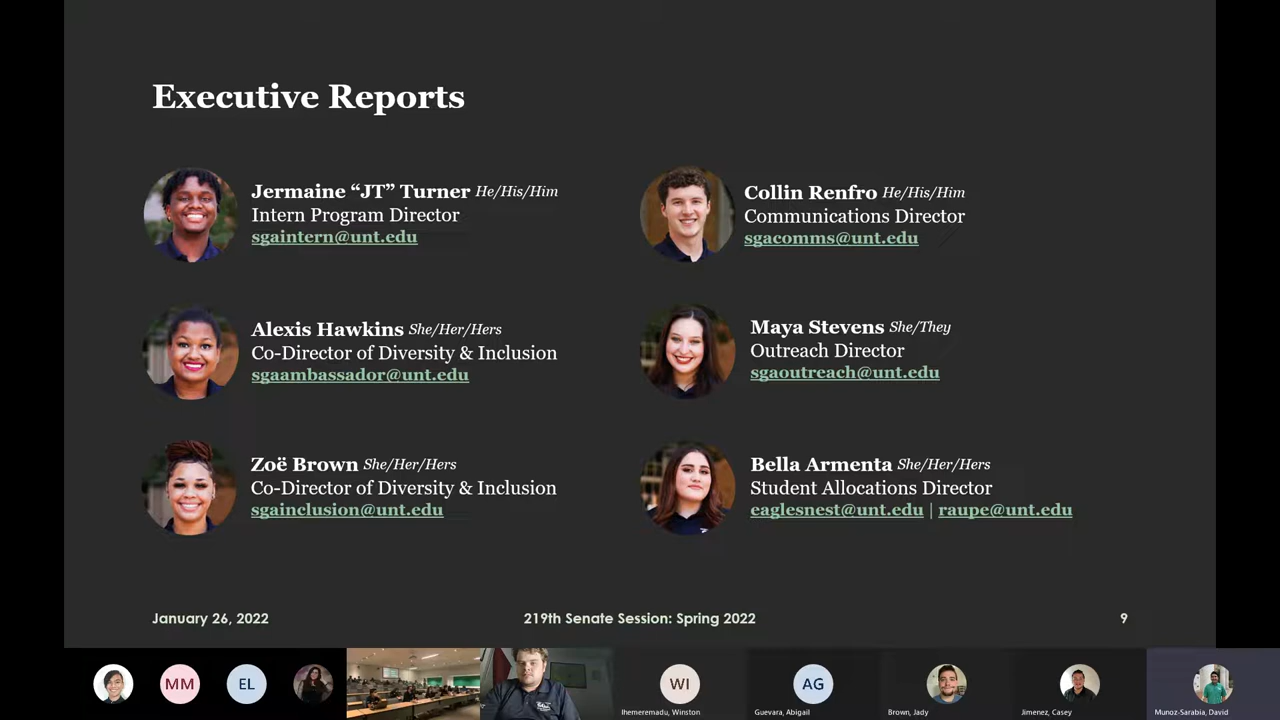 Executive Reports
Jermaine “JT” Turner He/His/Him
Intern Program Director
sgaintern@unt.edu
Collin Renfro He/His/Him
Communications Director
sgacomms@unt.edu
Alexis Hawkins She/Her/Hers
Co-Director of Diversity & Inclusion
sgaambassador@unt.edu
Maya Stevens She/They
Outreach Director
sgaoutreach@unt.edu
Zoë Brown She/Her/Hers
Co-Director of Diversity & Inclusion
sgainclusion@unt.edu
Bella Armenta She/Her/Hers
Student Allocations Director
eaglesnest@unt.edu | raupe@unt.edu
January 26, 2022
219th Senate Session: Spring 2022
9
MM
EL
WI
AG
Ihemeremadu, Winston
Guevara, Abigail
Brown, Jady
Jimenez, Casey
Munoz-Sarabia, David